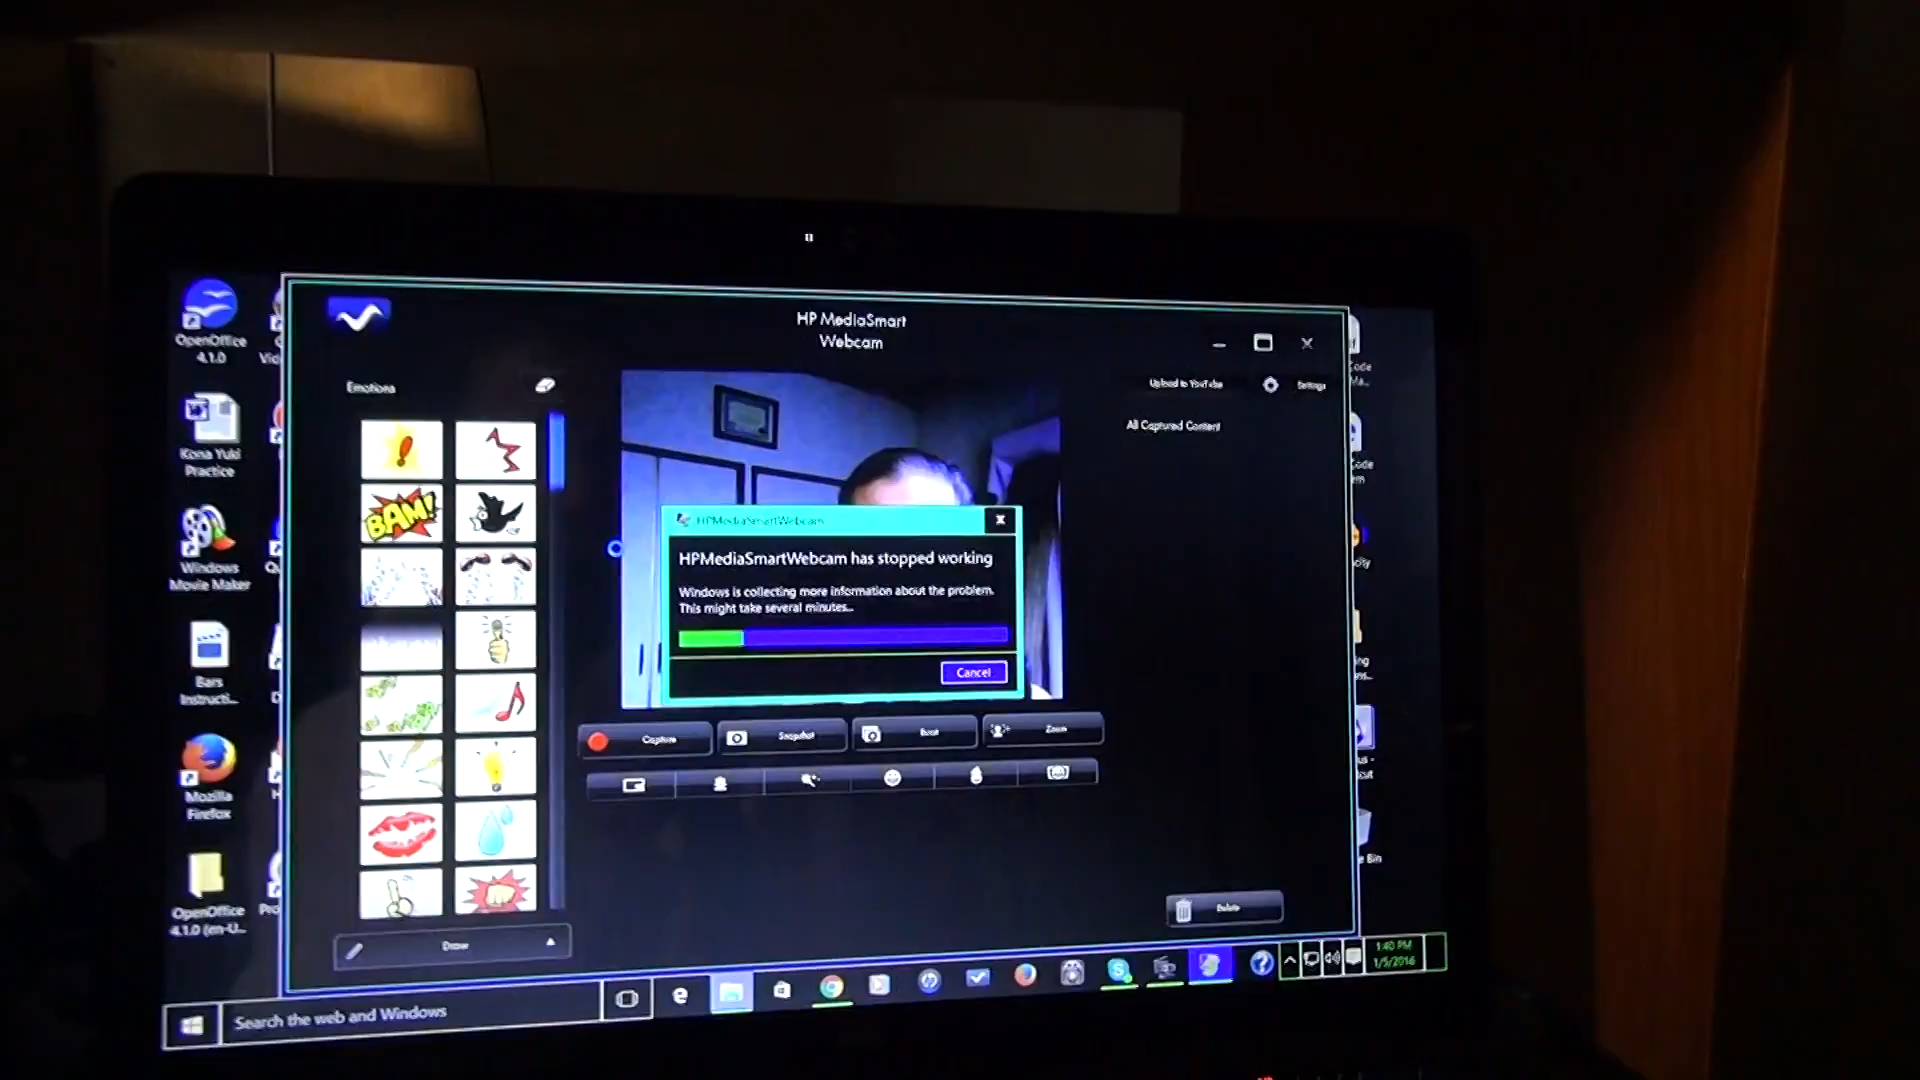 HP MediaSmart
Webcam
Emotions
Upload to YouTube
Settings
All Captured Content
BAM!
HPMediaSmartWebcam
HPMediaSmartWebcam has stopped working
Windows is collecting more information about the problem.
This might take several minutes...
Cancel
Capture
Snapshot
Burst
Zoom
Draw
Delete
OpenOffice
4.1.0
Kona Yuki
Practice
Windows
Movie Maker
Bars
Instructi...
Mozilla
Firefox
OpenOffice
4.1.0 (en-U...
Search the web and Windows
1:40 PM
1/5/2016